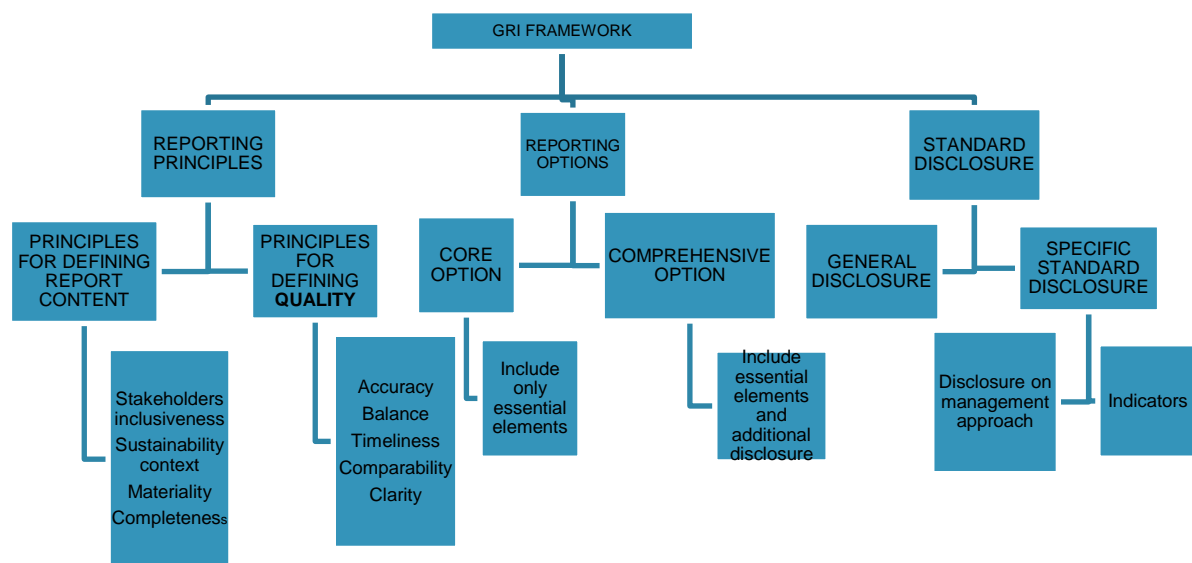 GRI FRAMEWORK
REPORTING
PRINCIPLES
REPORTING
OPTIONS
STANDARD
DISCLOSURE
PRINCIPLES
FOR DEFINING
REPORT
CONTENT
PRINCIPLES
FOR
DEFINING
QUALITY
CORE
OPTION
COMPREHENSIVE
OPTION
GENERAL
DISCLOSURE
SPECIFIC
STANDARD
DISCLOSURE
Stakeholders
inclusiveness
Sustainability
context
Materiality
Completeness
Accuracy
Balance
Timeliness
Comparability
Clarity
Include
only
essential
elements
Include
essential
elements
and
additional
disclosure
Disclosure on
management
approach
Indicators